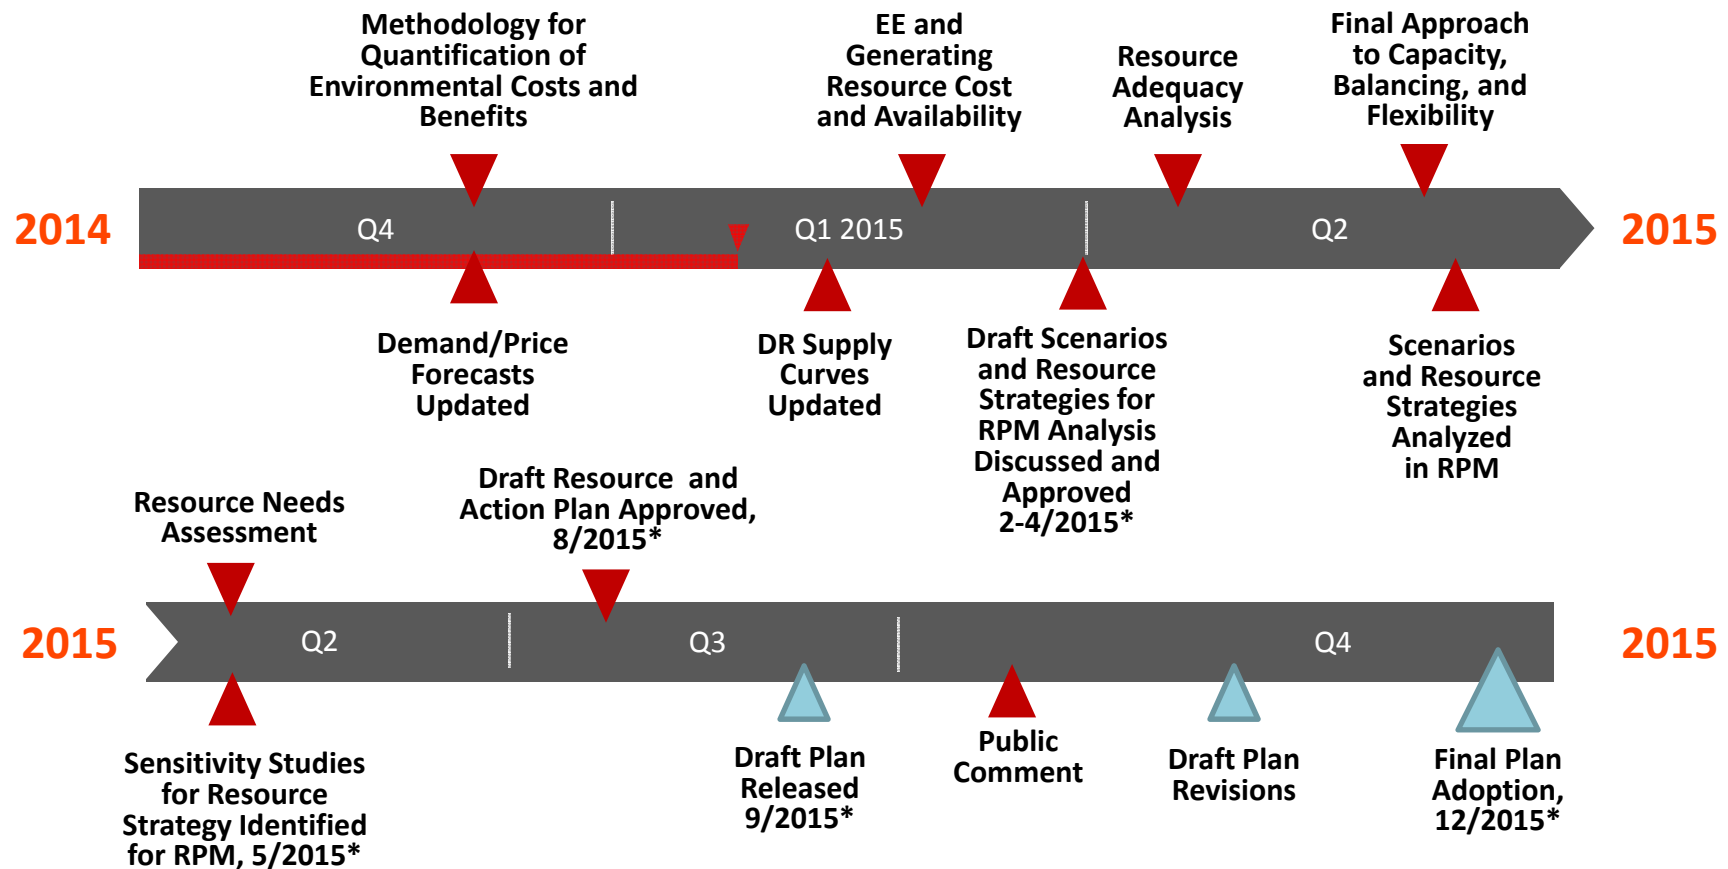 Methodology for
Quantification of
Environmental Costs and
Benefits
EE and
Generating
Resource Cost
and Availability
Resource
Adequacy
Analysis
Final Approach
to Capacity,
Balancing, and
Flexibility
2014
Q4
Q1 2015
Q2
2015
Demand/Price
Forecasts
Updated
DR Supply
Curves
Updated
Draft Scenarios
and Resource
Strategies for
RPM Analysis
Discussed and
Approved
2-4/2015*
Scenarios
and Resource
Strategies
Analyzed
in RPM
Resource Needs
Assessment
Draft Resource and
Action Plan Approved,
8/2015*
2015
Q2
Q3
Q4
2015
Sensitivity Studies
for Resource
Strategy Identified
for RPM, 5/2015*
Draft Plan
Released
9/2015*
Public
Comment
Draft Plan
Revisions
Final Plan
Adoption,
12/2015*